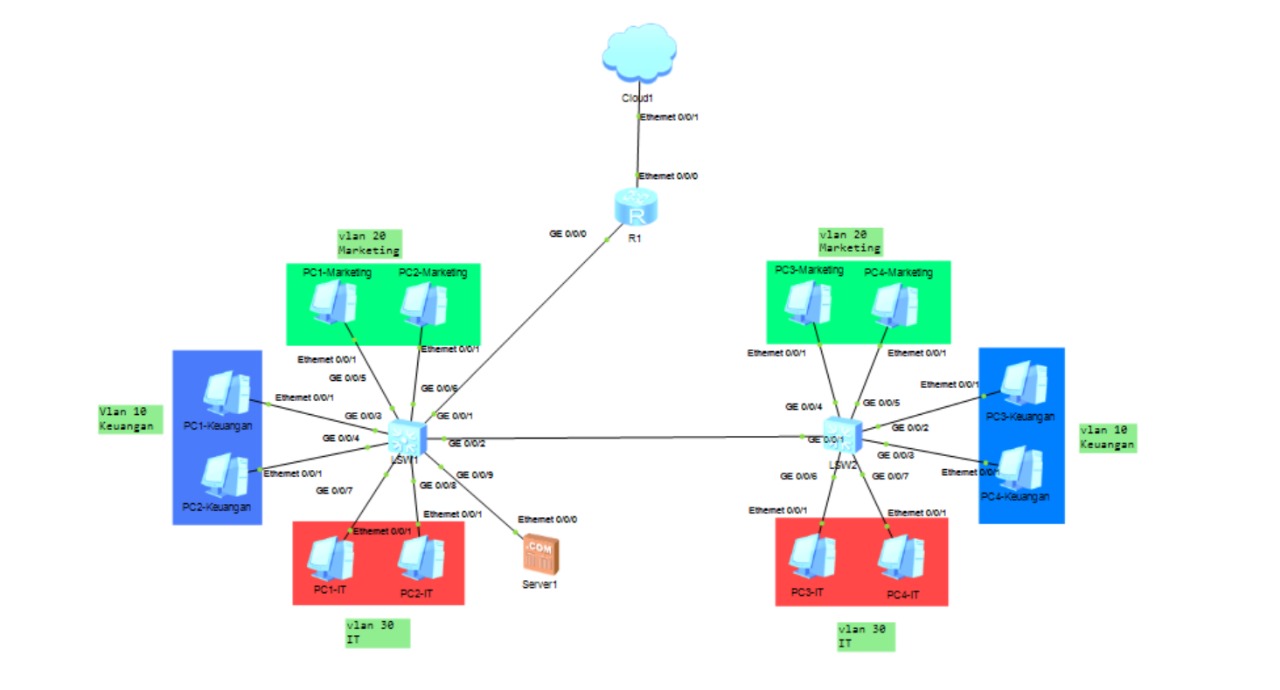 Cloud1
Ethernet 0/0/1
Ethernet 0/0/0
R1
GE 0/0/0
vlan 20
Marketing
PC1-Marketing
PC2-Marketing
Ethernet 0/0/1
Ethernet 0/0/1
GE 0/0/5
GE 0/0/6
Vlan 10
Keuangan
PC1-Keuangan
PC2-Keuangan
Ethernet 0/0/1
Ethernet 0/0/1
GE 0/0/3
GE 0/0/4
GE 0/0/1
GE 0/0/2
LSW1
GE 0/0/7
GE 0/0/8
GE 0/0/9
Ethernet 0/0/1
Ethernet 0/0/1
Ethernet 0/0/0
.COM
Server1
PC1-IT
PC2-IT
vlan 30
IT
vlan 20
Marketing
PC3-Marketing
PC4-Marketing
Ethernet 0/0/1
Ethernet 0/0/1
GE 0/0/4
GE 0/0/5
Ethernet 0/0/1
PC3-Keuangan
GE 0/0/2
GE 0/0/1
LSW2
GE 0/0/3
Ethernet 0/0/1
PC4-Keuangan
vlan 10
Keuangan
GE 0/0/6
GE 0/0/7
Ethernet 0/0/1
Ethernet 0/0/1
PC3-IT
PC4-IT
vlan 30
IT